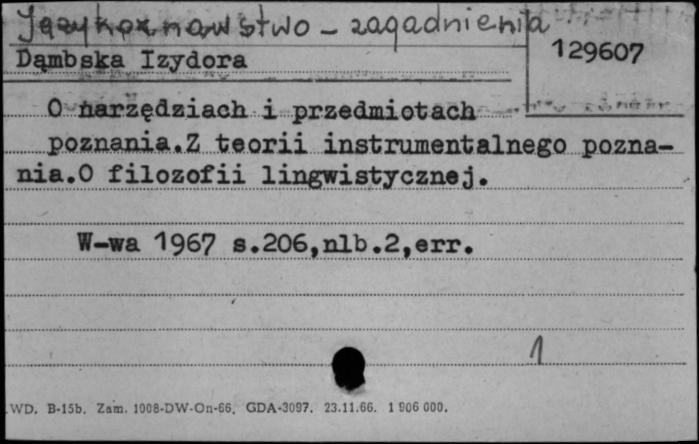 Językoznawstwo - zagadnienia
129607
Dąmbska Izydora
O narzędziach i przedmiotach
poznania.Z teorii instrumentalnego pozna-
nia.O filozofii lingwistycznej.
W-wa 1967 s.206,nlb.2,err.
1
WD. B-15b. Zam. 1008-DW-On-66. GDA-3097. 23.11.66. 1 906 000.